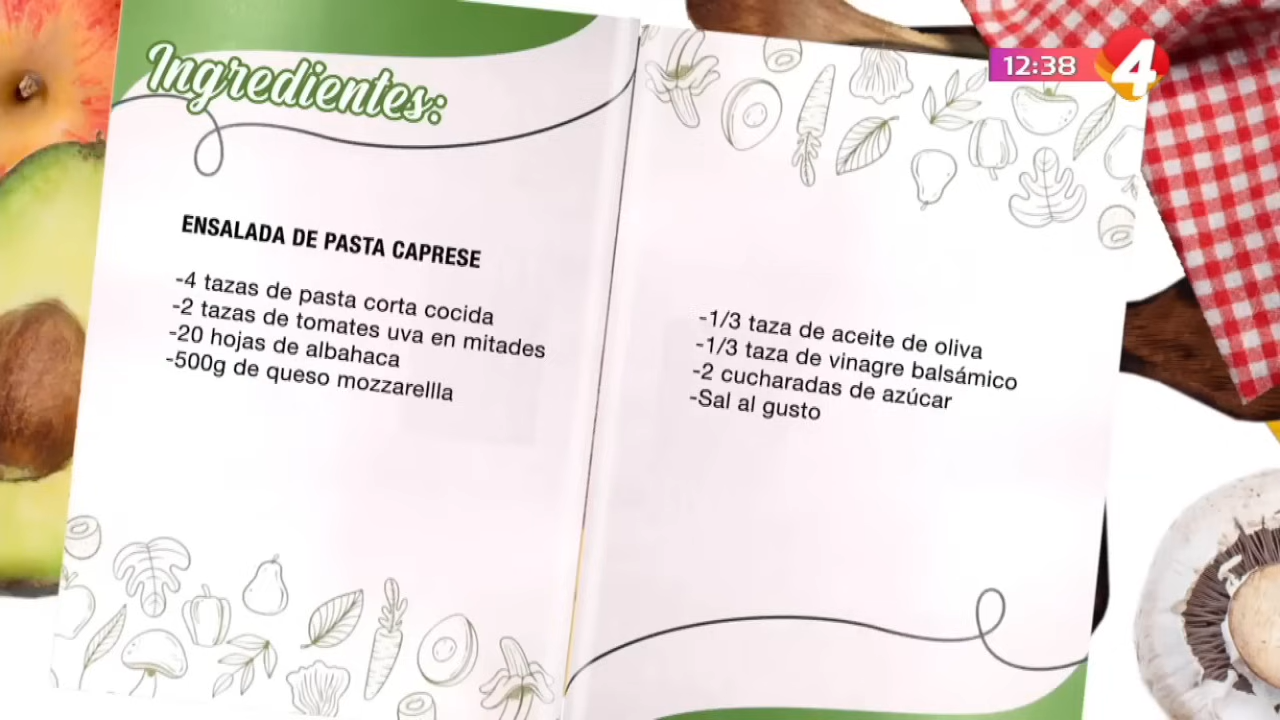 Ingredientes:
12:38
4
ENSALADA DE PASTA CAPRESE
-4 tazas de pasta corta cocida
-2 tazas de tomates uva en mitades
-20 hojas de albahaca
-500g de queso mozzarellla
-1/3 taza de aceite de oliva
-1/3 taza de vinagre balsámico
-2 cucharadas de azúcar
-Sal al gusto